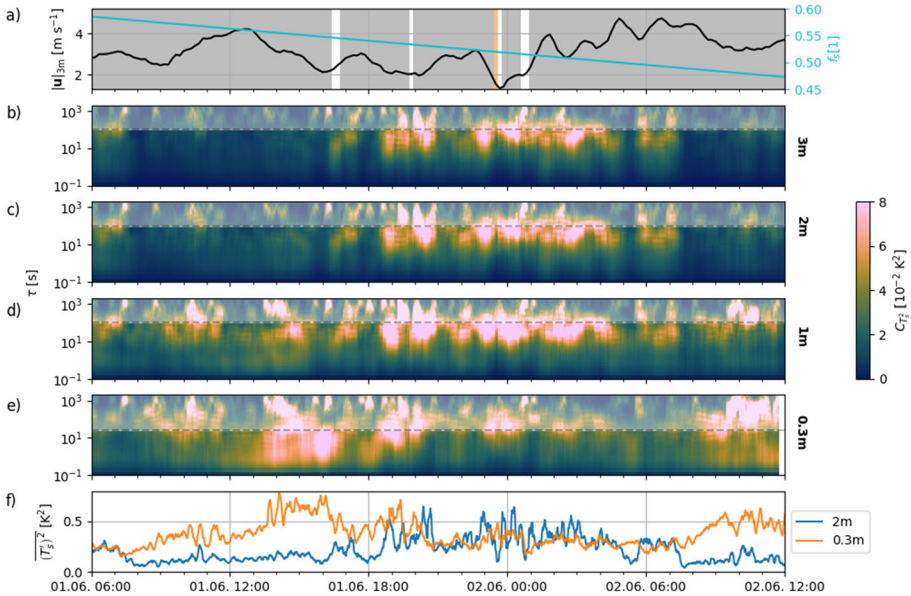 a)
|u|3m [m s⁻¹]
4
2
0.60
0.55
0.50
0.45
fs[1]
b)
10³
10¹
10⁻¹
3m
c)
10³
10¹
10⁻¹
2m
τ [s]
d)
10³
10¹
10⁻¹
1m
e)
10³
10¹
10⁻¹
0.3m
8
6
4
2
0
C_{T_s^2} [10⁻² K²]
f)
(T′s)² [K²]
0.5
0.0
2m
0.3m
01.06. 06:00 01.06. 12:00 01.06. 18:00 02.06. 00:00 02.06. 06:00 02.06. 12:00